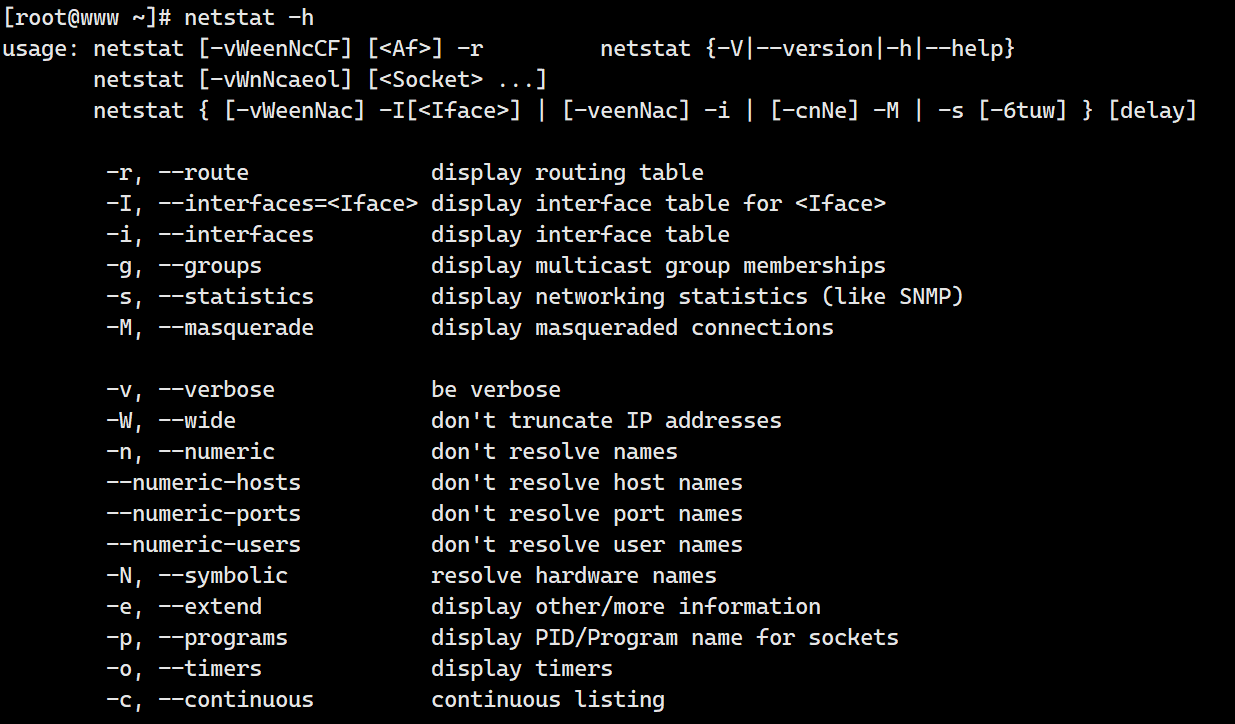 [root@www ~]# netstat -h
usage: netstat [-vWeenNcCF] [<Af>] -r         netstat {-V|--version|-h|--help}
       netstat [-vWnNcaeol] [<Socket> ...]
       netstat { [-vWeenNac] -I[<Iface>] | [-veenNac] -i | [-cnNe] -M | -s [-6tuw] } [delay]

        -r, --route              display routing table
        -I, --interfaces=<Iface> display interface table for <Iface>
        -i, --interfaces         display interface table
        -g, --groups             display multicast group memberships
        -s, --statistics         display networking statistics (like SNMP)
        -M, --masquerade         display masqueraded connections

        -v, --verbose            be verbose
        -W, --wide               don't truncate IP addresses
        -n, --numeric            don't resolve names
        --numeric-hosts          don't resolve host names
        --numeric-ports          don't resolve port names
        --numeric-users          don't resolve user names
        -N, --symbolic           resolve hardware names
        -e, --extend             display other/more information
        -p, --programs           display PID/Program name for sockets
        -o, --timers             display timers
        -c, --continuous         continuous listing